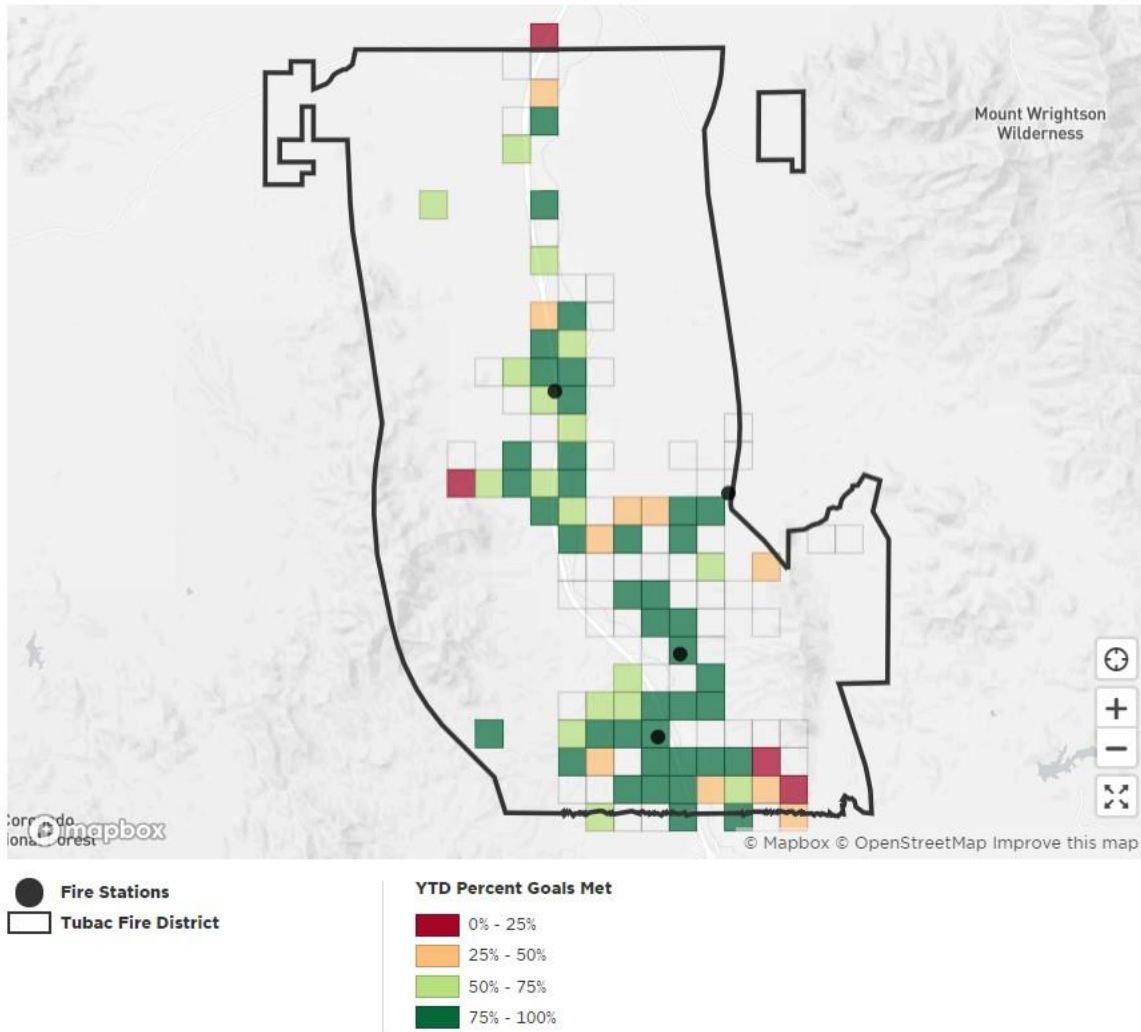 Mount Wrightson
Wilderness
mapbox
© Mapbox © OpenStreetMap Improve this map
Fire Stations
Tubac Fire District
YTD Percent Goals Met
0% - 25%
25% - 50%
50% - 75%
75% - 100%